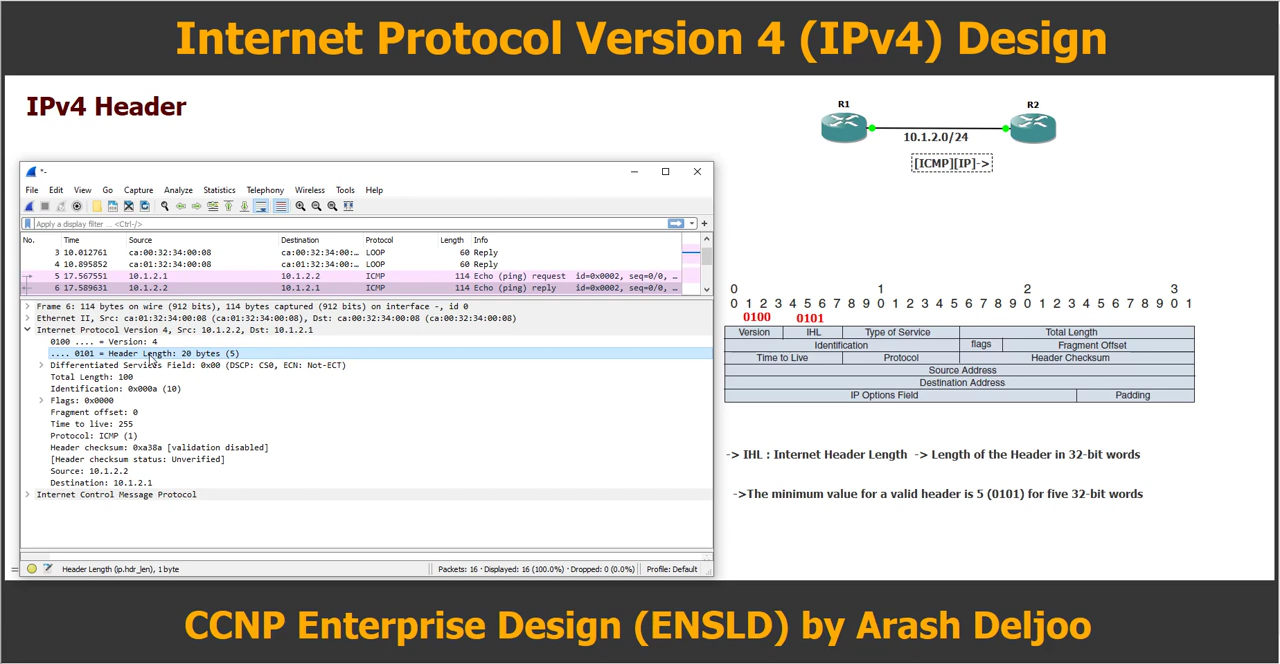 Internet Protocol Version 4 (IPv4) Design
IPv4 Header
R1 R2
10.1.2.0/24
[ICMP][IP]->
*-
File Edit View Go Capture Analyze Statistics Telephony Wireless Tools Help
Apply a display filter ... <Ctrl-/>
No. Time Source Destination Protocol Length Info
3 10.012761 ca:00:32:34:00:08 ca:00:32:34:00:… LOOP 60 Reply
4 10.895852 ca:01:32:34:00:08 ca:01:32:34:00:… LOOP 60 Reply
5 17.567551 10.1.2.1 10.1.2.2 ICMP 114 Echo (ping) request id=0x0002, seq=0/0, …
6 17.589631 10.1.2.2 10.1.2.1 ICMP 114 Echo (ping) reply id=0x0002, seq=0/0, …
Frame 6: 114 bytes on wire (912 bits), 114 bytes captured (912 bits) on interface -, id 0
Ethernet II, Src: ca:01:32:34:00:08 (ca:01:32:34:00:08), Dst: ca:00:32:34:00:08 (ca:00:32:34:00:08)
Internet Protocol Version 4, Src: 10.1.2.2, Dst: 10.1.2.1
0100 .... = Version: 4
.... 0101 = Header Length: 20 bytes (5)
Differentiated Services Field: 0x00 (DSCP: CS0, ECN: Not-ECT)
Total Length: 100
Identification: 0x000a (10)
Flags: 0x0000
Fragment offset: 0
Time to live: 255
Protocol: ICMP (1)
Header checksum: 0xa38a [validation disabled]
[Header checksum status: Unverified]
Source: 10.1.2.2
Destination: 10.1.2.1
Internet Control Message Protocol
Header Length (ip.hdr_len), 1 byte
Packets: 16 · Displayed: 16 (100.0%) · Dropped: 0 (0.0%)
Profile: Default
0 1 2 3
0 1 2 3 4 5 6 7 8 9 0 1 2 3 4 5 6 7 8 9 0 1 2 3 4 5 6 7 8 9 0 1
0100 0101
Version IHL Type of Service Total Length
Identification flags Fragment Offset
Time to Live Protocol Header Checksum
Source Address
Destination Address
IP Options Field Padding
-> IHL : Internet Header Length -> Length of the Header in 32-bit words
->The minimum value for a valid header is 5 (0101) for five 32-bit words
CCNP Enterprise Design (ENSLD) by Arash Deljoo